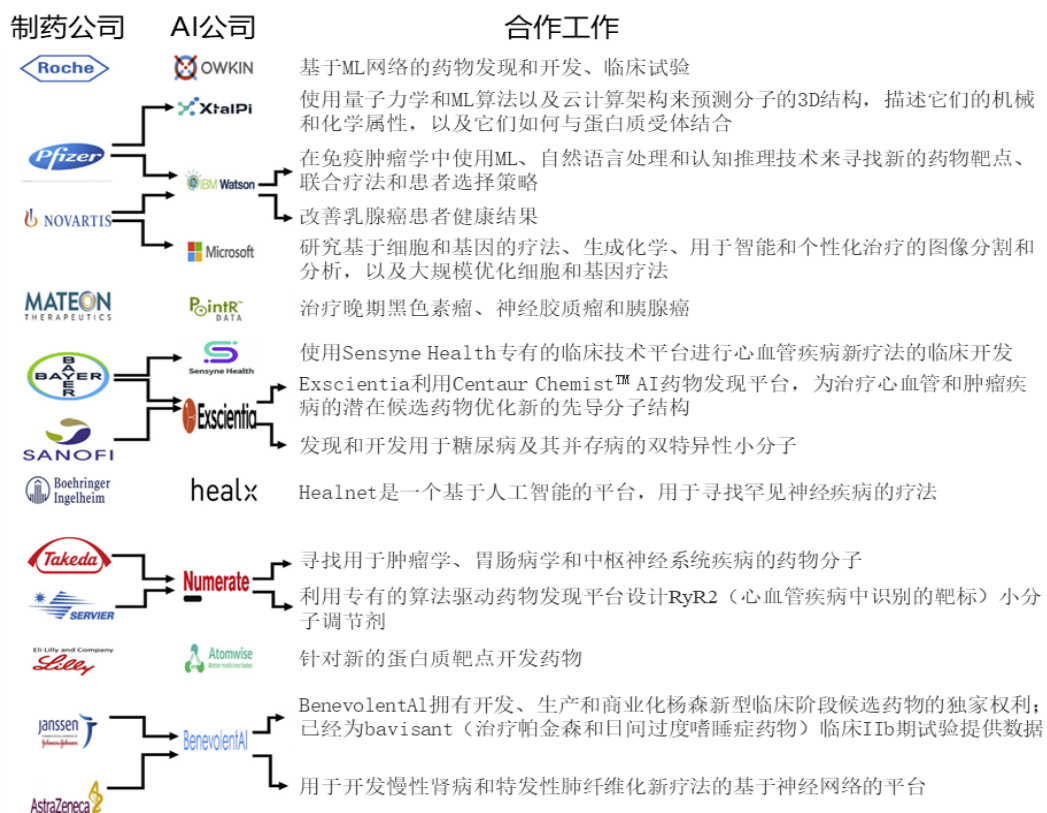 制药公司 AI公司 合作工作
Roche OWKIN 基于ML网络的药物发现和开发、临床试验
XtalPi 使用量子力学和ML算法以及云计算架构来预测分子的3D结构，描述它们的机械
和化学属性，以及它们如何与蛋白质受体结合
Pfizer
IBM Watson
在免疫肿瘤学中使用ML、自然语言处理和认知推理技术来寻找新的药物靶点、
联合疗法和患者选择策略
NOVARTIS
改善乳腺癌患者健康结果
Microsoft
研究基于细胞和基因的疗法、生成化学、用于智能和个性化治疗的图像分割和
分析，以及大规模优化细胞和基因疗法
MATEON
THERAPEUTICS
PointR™
DATA
治疗晚期黑色素瘤、神经胶质瘤和胰腺癌
BAYER
BAYER
Sensyne Health
使用Sensyne Health专有的临床技术平台进行心血管疾病新疗法的临床开发
Exscientia
Exscientia利用Centaur Chemist™ AI药物发现平台，为治疗心血管和肿瘤疾
病的潜在候选药物优化新的先导分子结构
SANOFI
发现和开发用于糖尿病及其并存病的双特异性小分子
Boehringer
Ingelheim
healx
Healnet是一个基于人工智能的平台，用于寻找罕见神经疾病的疗法
Takeda
Numerate
寻找用于肿瘤学、胃肠病学和中枢神经系统疾病的药物分子
SERVIER
利用专有的算法驱动药物发现平台设计RyR2（心血管疾病中识别的靶标）小分
子调节剂
Eli Lilly and Company
Lilly
Atomwise
Better medicines faster.
针对新的蛋白质靶点开发药物
janssen
Johnson&Johnson
BenevolentAI
BenevolentAl拥有开发、生产和商业化杨森新型临床阶段候选药物的独家权利；
已经为bavisant（治疗帕金森和日间过度嗜睡症药物）临床IIb期试验提供数据
AstraZeneca
用于开发慢性肾病和特发性肺纤维化新疗法的基于神经网络的平台